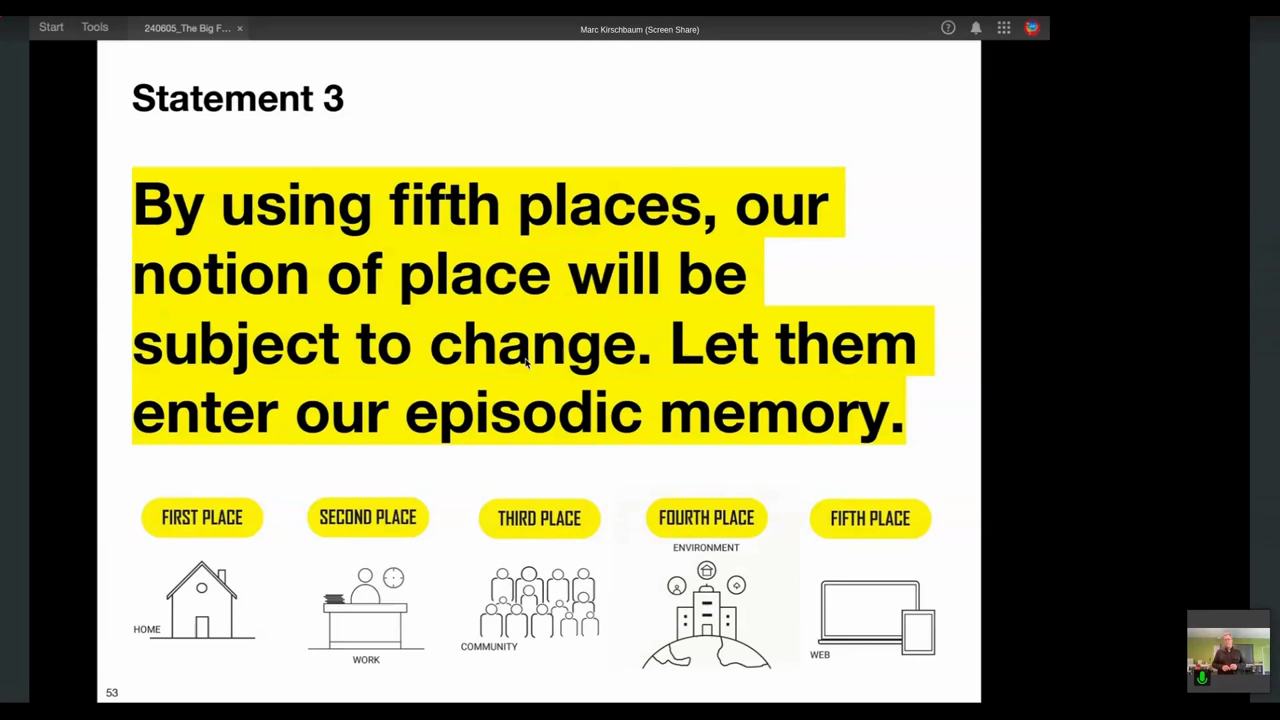 Start Tools 240605_The Big F... × Marc Kirschbaum (Screen Share)
Statement 3
By using fifth places, our
notion of place will be
subject to change. Let them
enter our episodic memory.
FIRST PLACE SECOND PLACE THIRD PLACE FOURTH PLACE FIFTH PLACE
ENVIRONMENT
HOME
COMMUNITY
WEB
WORK
53